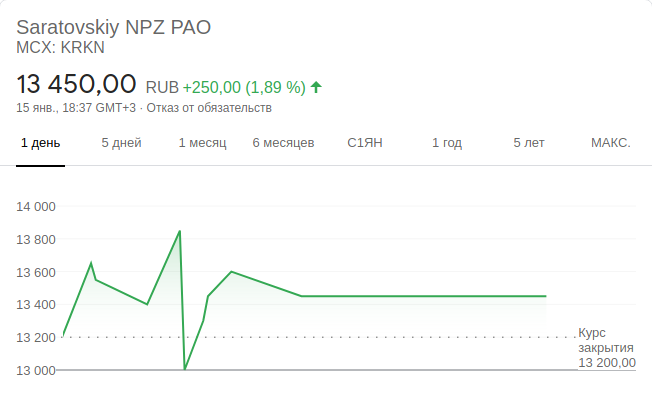 Saratovskiy NPZ PAO
MCX: KRKN
13 450,00 RUB +250,00 (1,89 %)
15 янв., 18:37 GMT+3 · Отказ от обязательств
1 день 5 дней 1 месяц 6 месяцев С1ЯН 1 год 5 лет МАКС.
14 000
13 800
13 600
13 400
13 200
13 000
Курс
закрытия
13 200,00